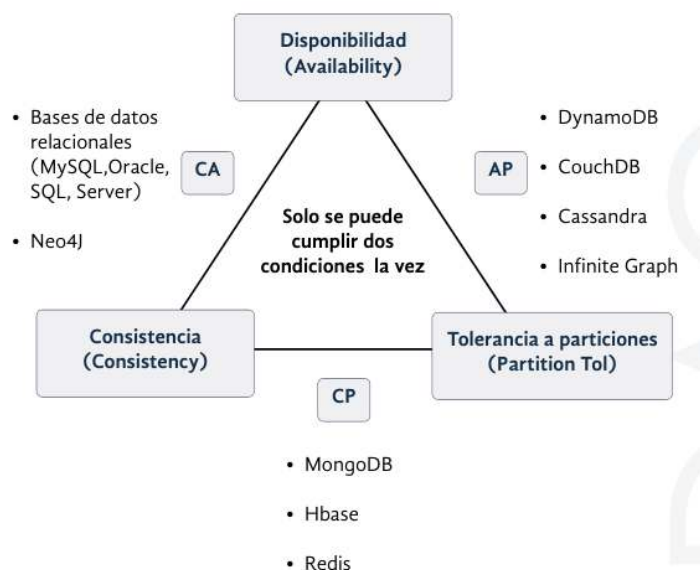 Disponibilidad
(Availability)
• Bases de datos
relacionales
(MySQL,Oracle,
SQL, Server)
• Neo4J
CA
AP
• DynamoDB
• CouchDB
• Cassandra
• Infinite Graph
Solo se puede
cumplir dos
condiciones la vez
Consistencia
(Consistency)
Tolerancia a particiones
(Partition Tol)
CP
• MongoDB
• Hbase
• Redis